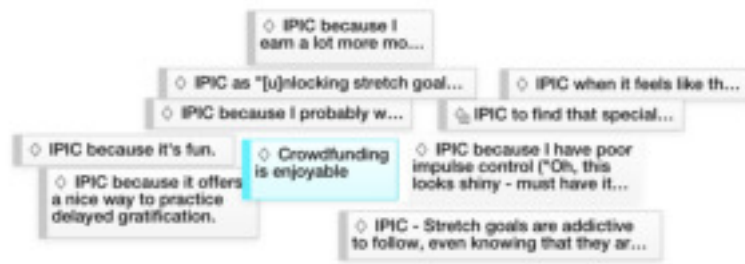 IPIC because I
earn a lot more mo...
IPIC as "[u]nlocking stretch goal...
IPIC when it feels like th...
IPIC because I probably w...
IPIC to find that special...
IPIC because it's fun.
Crowdfunding
is enjoyable
IPIC because I have poor
impulse control ("Oh, this
looks shiny - must have it...
IPIC because it offers
a nice way to practice
delayed gratification.
IPIC - Stretch goals are addictive
to follow, even knowing that they ar...